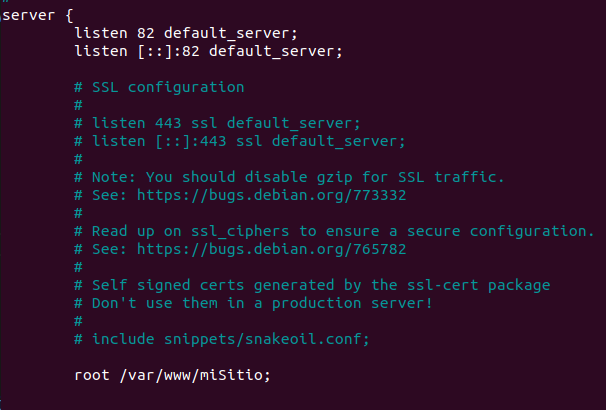 server {
listen 82 default_server;
listen [::]:82 default_server;
# SSL configuration
#
# listen 443 ssl default_server;
# listen [::]:443 ssl default_server;
#
# Note: You should disable gzip for SSL traffic.
# See: https://bugs.debian.org/773332
#
# Read up on ssl_ciphers to ensure a secure configuration.
# See: https://bugs.debian.org/765782
#
# Self signed certs generated by the ssl-cert package
# Don't use them in a production server!
#
# include snippets/snakeoil.conf;
root /var/www/miSitio;